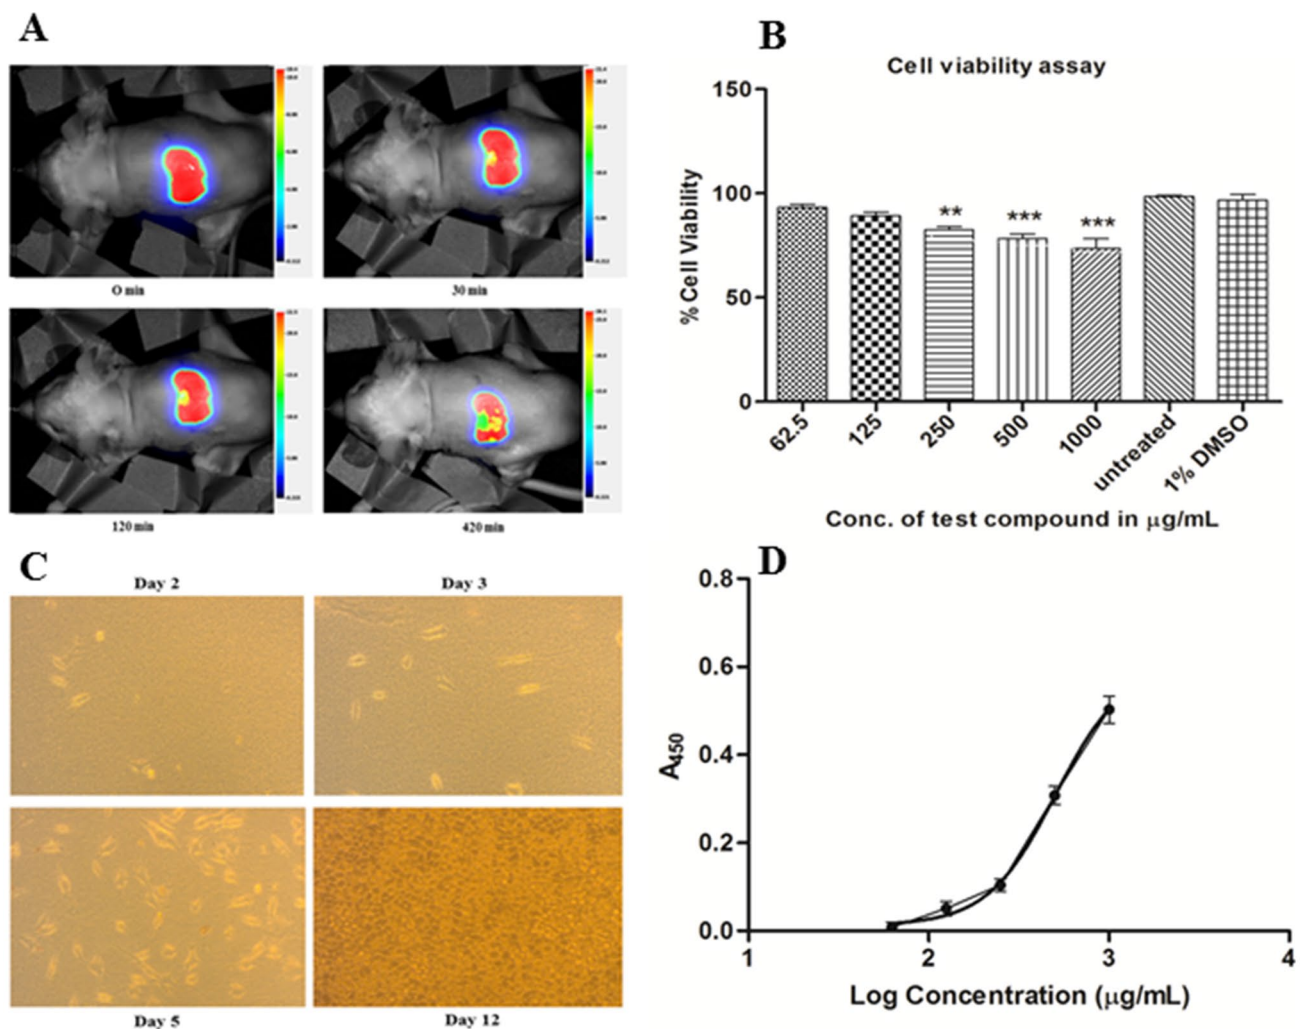 A
O min
30 min
120 min
420 min
B
Cell viability assay
% Cell Viability
150
100
50
0
**
***
***
62.5
125
250
500
1000
untreated
1% DMSO
Conc. of test compound in μg/mL
C
Day 2
Day 3
Day 5
Day 12
D
A450
0.8
0.6
0.4
0.2
0.0
1
2
3
4
Log Concentration (μg/mL)